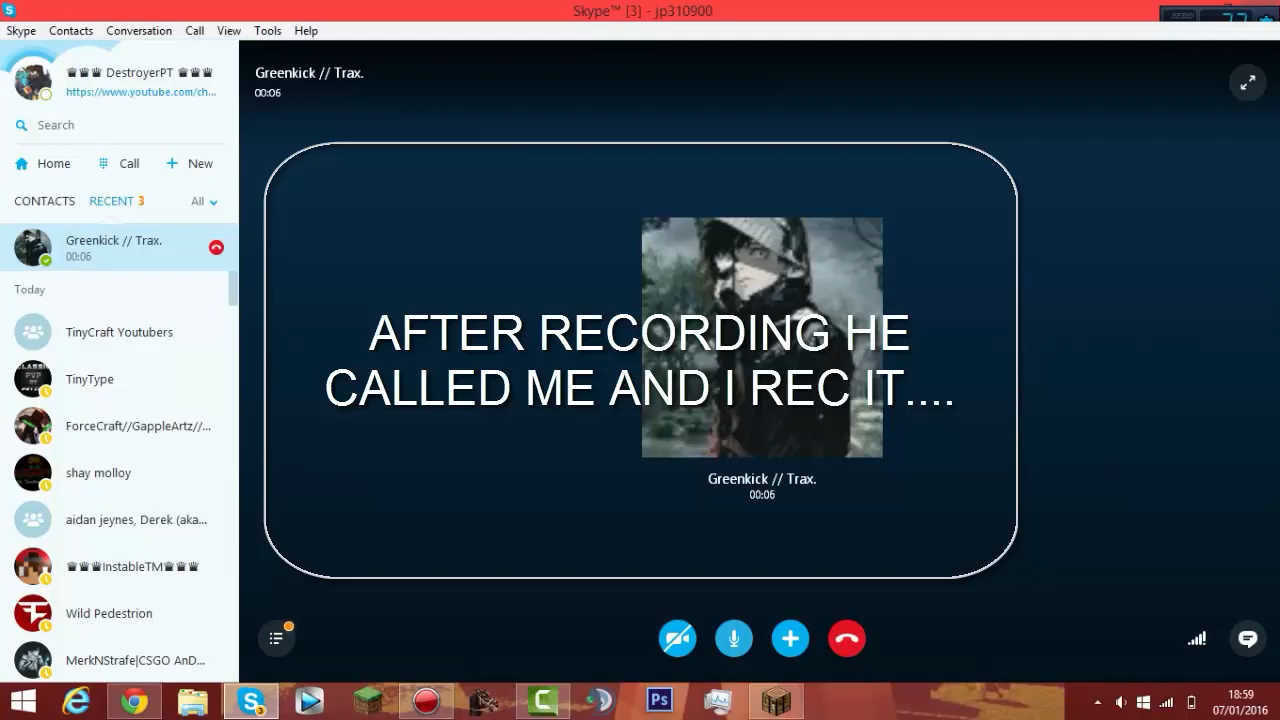 Skype™ [3] - jp310900
Skype Contacts Conversation Call View Tools Help
♛♛♛ DestroyerPT ♛♛♛
https://www.youtube.com/ch...
Search
Home Call New
CONTACTS RECENT 3 All
Greenkick // Trax.
00:06
Today
TinyCraft Youtubers
TinyType
ForceCraft//GappleArtz//...
shay molloy
aidan jeynes, Derek (aka...
♛♛♛InstableTM♛♛♛
Wild Pedestrion
MerkNStrafe|CSGO AnD...
Greenkick // Trax.
00:06
AFTER RECORDING HE
CALLED ME AND I REC IT....
Greenkick // Trax.
00:06
Ps
18:59
07/01/2016